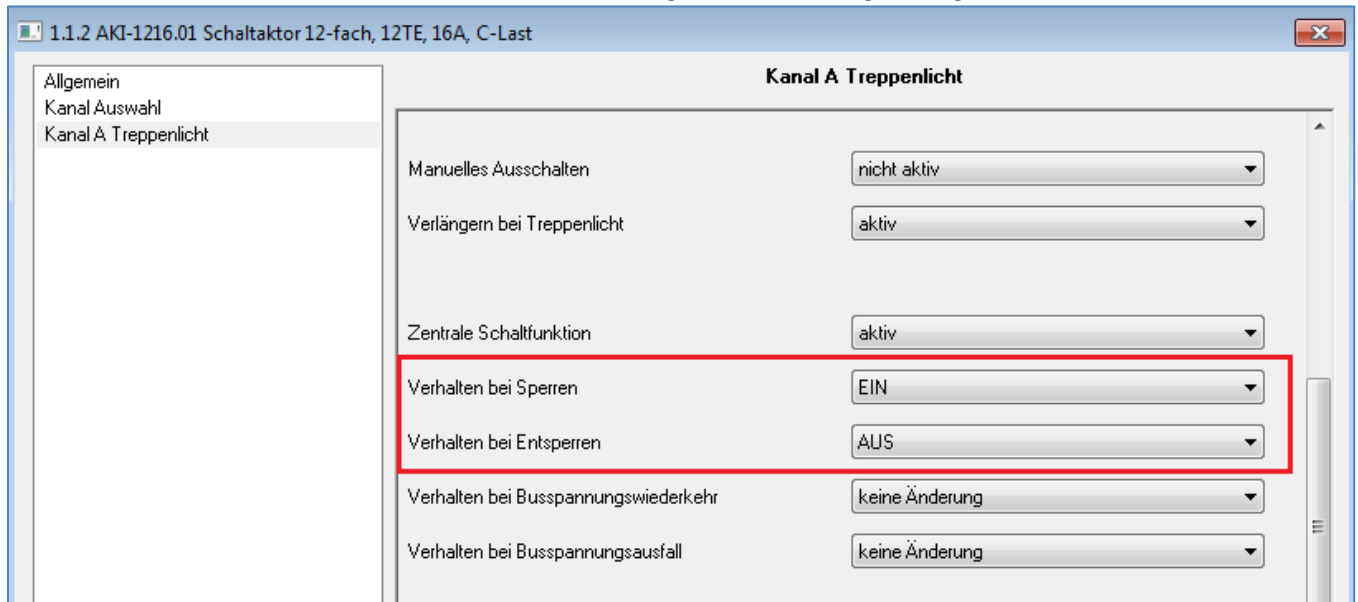 1.1.2 AKI-1216.01 Schaltaktor 12-fach, 12TE, 16A, C-Last
Allgemein
Kanal Auswahl
Kanal A Treppenlicht
Kanal A Treppenlicht
Manuelles Ausschalten nicht aktiv
Verlängern bei Treppenlicht aktiv
Zentrale Schaltfunktion aktiv
Verhalten bei Sperren EIN
Verhalten bei Entsperren AUS
Verhalten bei Busspannungswiederkehr keine Änderung
Verhalten bei Busspannungsausfall keine Änderung